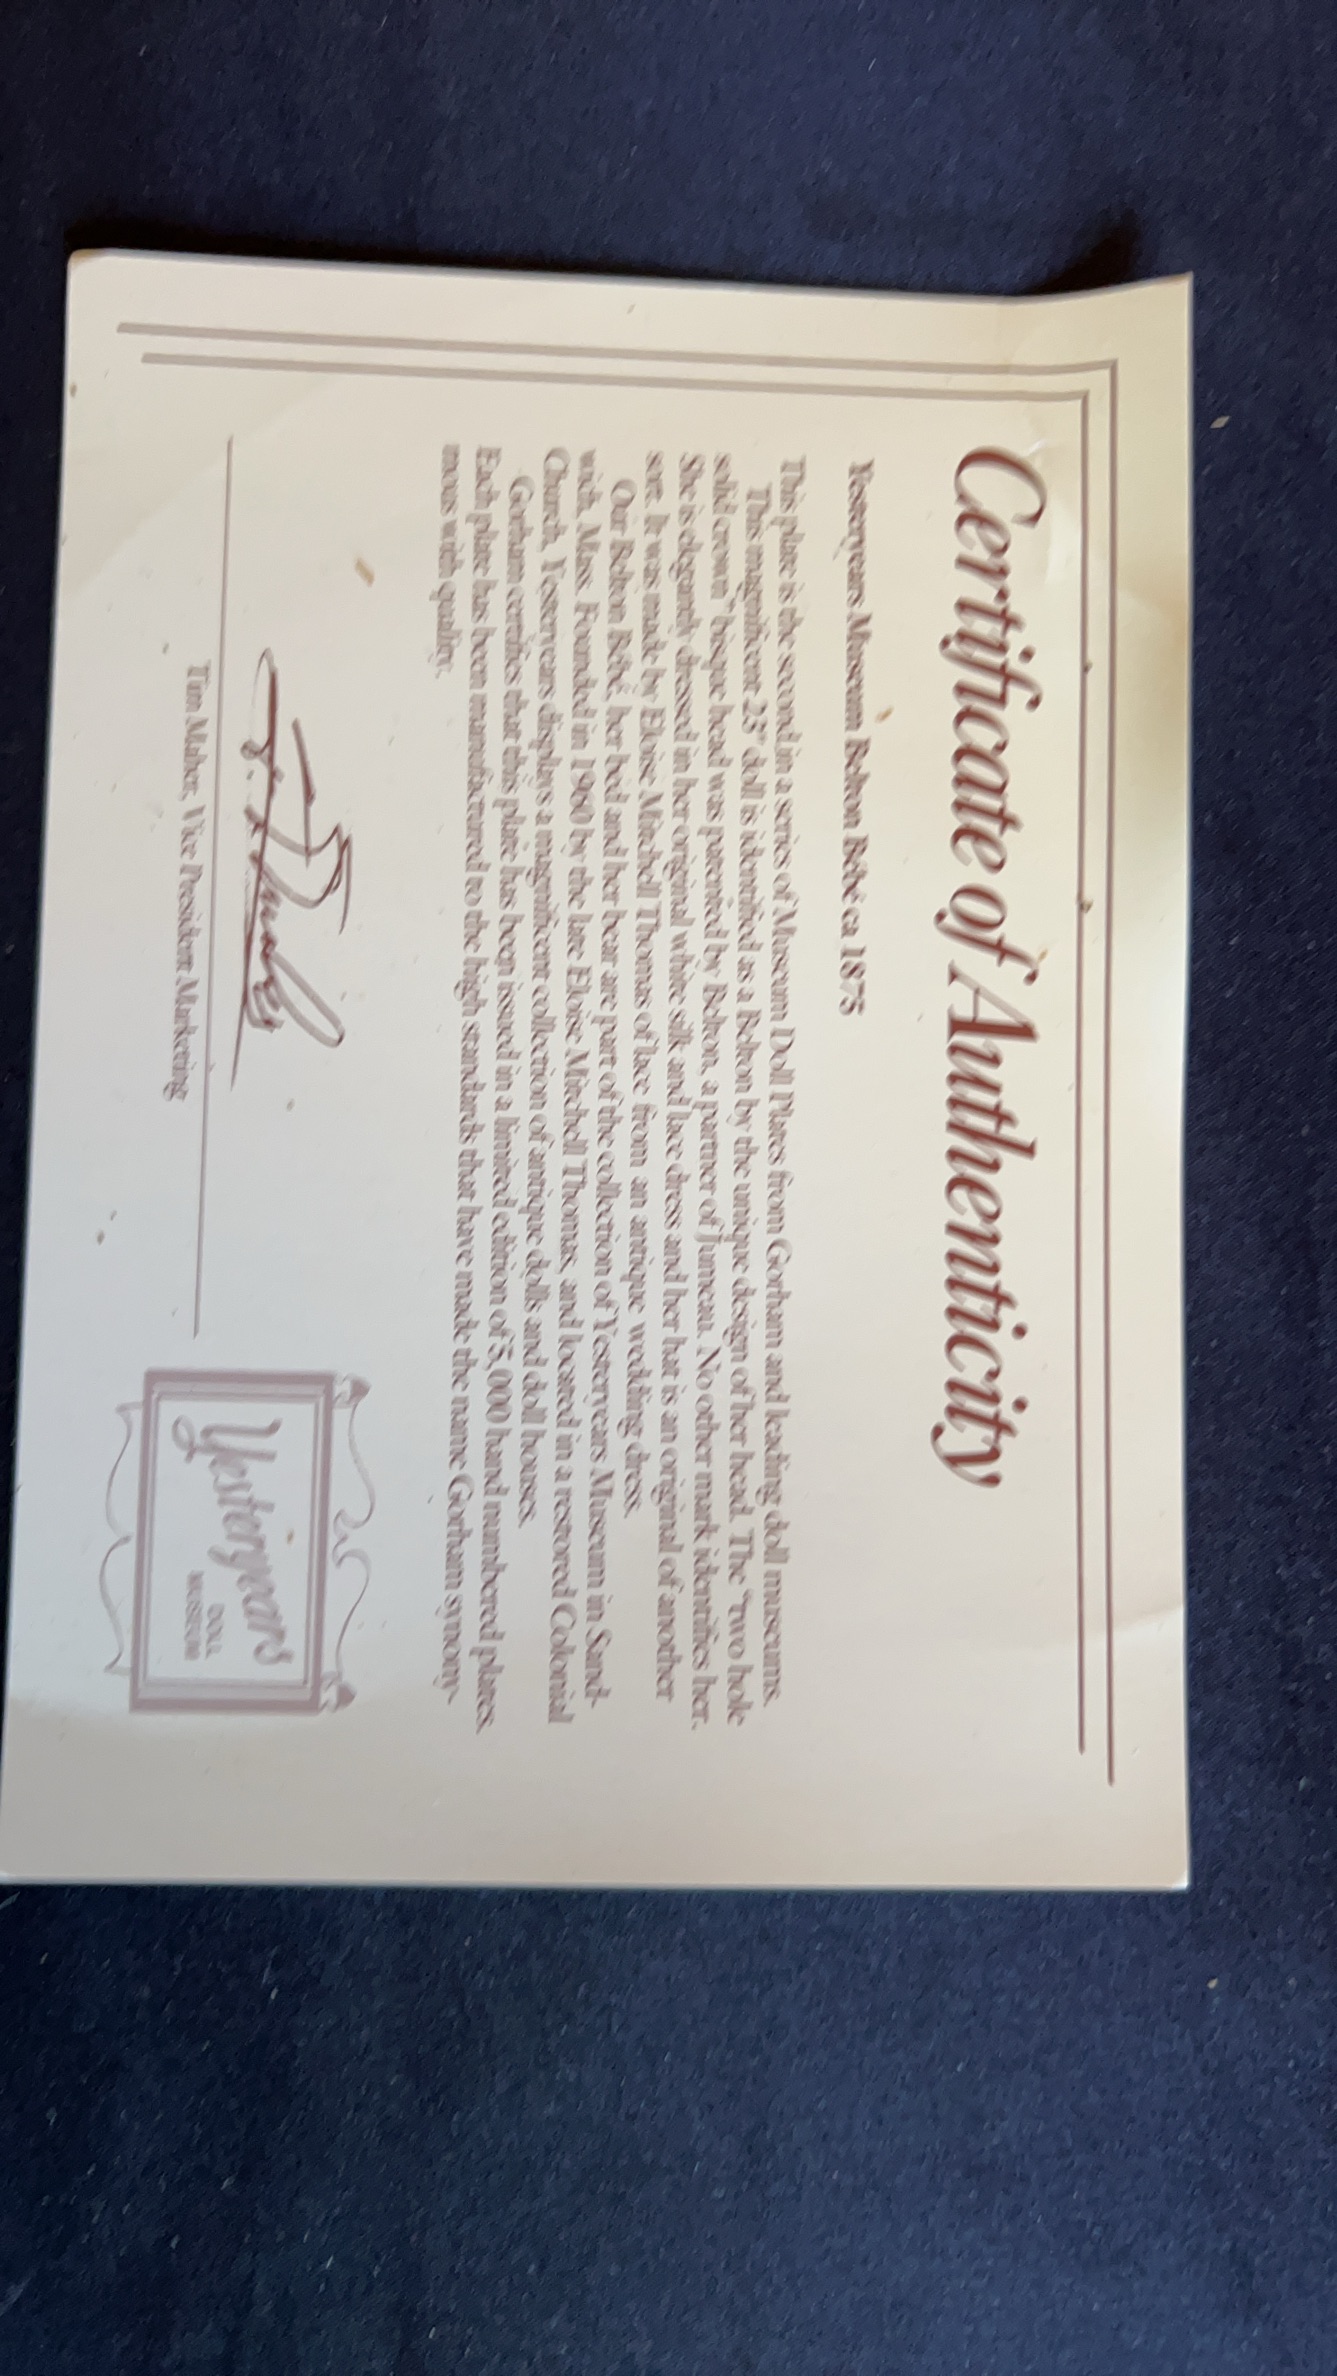 Certificate of Authenticity
Yesteryears Museum Belton Bébé ca. 1875
This plate is the second in a series of Museum Doll Plates from Gorham and leading doll museums.
This magnificent 23" doll is identified as a Belton by the unique design of her head. The "two hole
solid crown" bisque head was patented by Belton, a partner of Jumeau. No other mark identifies her.
She is elegantly dressed in her original white silk and lace dress and her hat is an original of another
sort. It was made by Eloise Mitchell Thomas of lace from an antique wedding dress.
Our Belton Bébé, her bed and her bear are part of the collection of Yesteryears Museum in Sand-
wich, Mass. Founded in 1960 by the late Eloise Mitchell Thomas, and located in a restored Colonial
Church, Yesteryears displays a magnificent collection of antique dolls and doll houses.
Gorham certifies that this plate has been issued in a limited edition of 5,000 hand numbered plates.
Each plate has been manufactured to the high standards that have made the name Gorham synony-
mous with quality.
Tim Maher, Vice President Marketing
Yesteryears
DOLL
MUSEUM